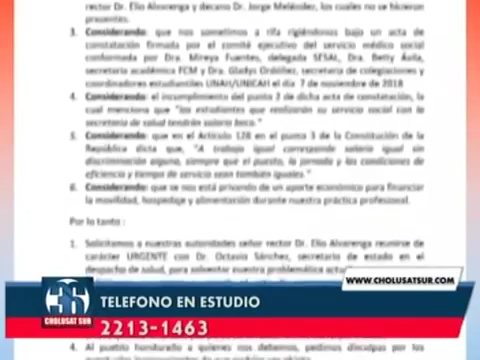 rector Dr. Elio Alvarenga y decano Dr. Jorge Meléndez, los cuales no se hicieron
presentes.
3. Considerando: que nos sometimos a rifa rigiéndonos bajo un acta de
constatación firmada por el comité ejecutivo del servicio médico social
conformada por Dra. Mireya Fuentes, delegada SESAL, Dra. Betty Ávila,
secretaria académica FCM y Dra. Gladys Ordóñez, secretaria de colegiaciones y
coordinadores estudiantiles UNAH/UNICAH el día 7 de noviembre de 2018
4. Considerando: el incumplimiento del punto 2 de dicha acta de constatación, la
cual menciona que "los estudiantes que realizarán su servicio social con la
secretaría de salud tendrán salario beca."
5. Considerando: que en el Artículo 128 en el punto 3 de la Constitución de la
República dicta que, "A trabajo igual corresponde salario igual sin
discriminación alguna, siempre que el puesto, la jornada y las condiciones de
eficiencia y tiempo de servicio sean también iguales."
6. Considerando: que se nos está privando de un aporte económico para financiar
la movilidad, hospedaje y alimentación durante nuestra práctica profesional.
Por lo tanto :
1. Solicitamos a nuestras autoridades señor rector Dr. Elio Alvarenga reunirse de
carácter URGENTE con Dr. Octavio Sánchez, secretario de estado en el
despacho de salud, para solventar nuestra problemática
WWW.CHOLUSATSUR.COM
36
CHOLUSAT SUR
TELEFONO EN ESTUDIO
2213-1463
4. Al pueblo hondureño a quienes nos debemos, pedimos disculpas por los